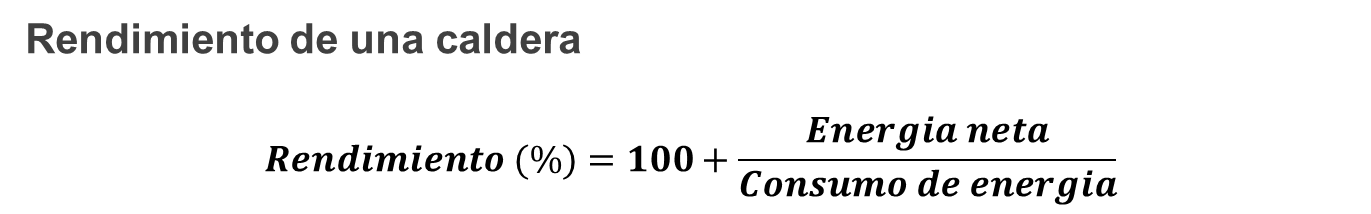 Rendimiento de una caldera
Rendimiento (%) = 100 + Energia neta / Consumo de energia